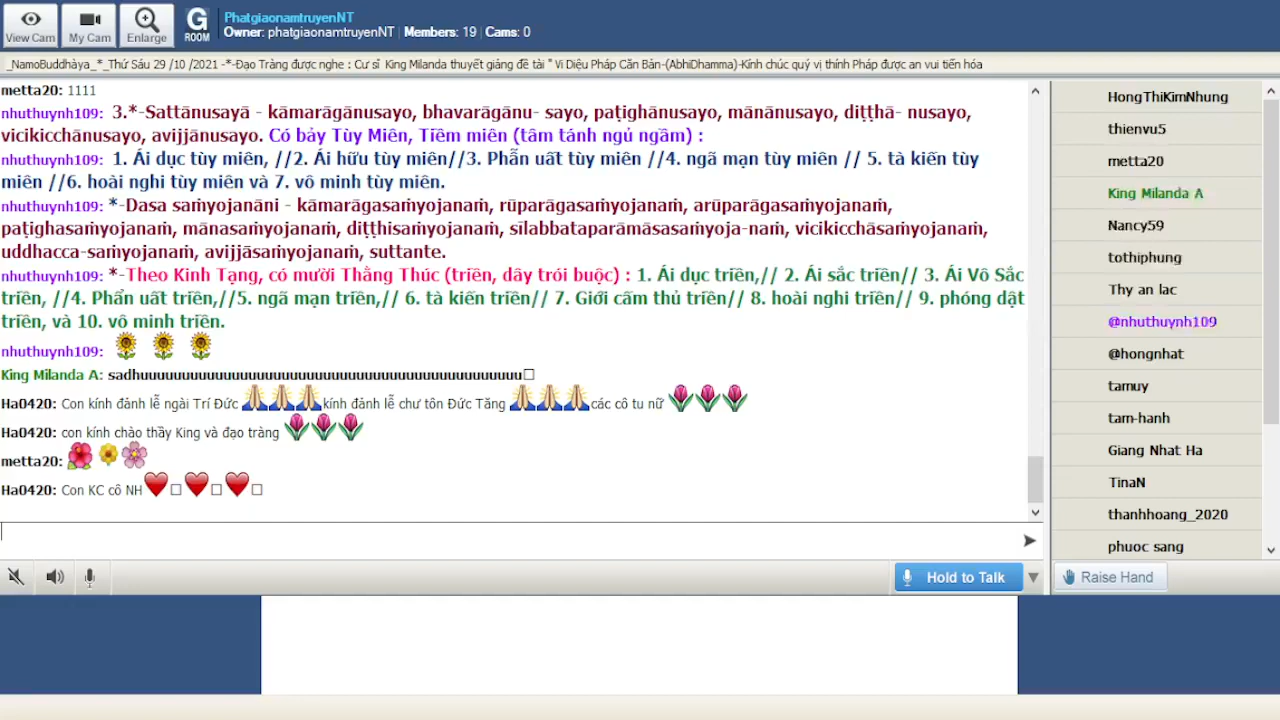 View Cam
My Cam
Enlarge
G
ROOM
PhatgiaonamtruyenNT
Owner: phatgiaonamtruyenNT | Members: 19 | Cams: 0
_NamoBuddhàya_*_Thứ Sáu 29 /10 /2021 -*-Đạo Tràng được nghe : Cư sĩ King Milanda thuyết giảng đề tài " Vi Diệu Pháp Căn Bản-(AbhiDhamma)-Kính chúc quý vị thính Pháp được an vui tiến hóa
metta20: 1111
nhuthuynh109: 3.*-Sattānusayā - kāmarāgānusayo, bhavarāgānu- sayo, paṭighānusayo, mānānusayo, diṭṭhā- nusayo,
vicikicchānusayo, avijjānusayo. Có bảy Tùy Miên, Tiềm miên (tâm tánh ngủ ngầm) :
nhuthuynh109: 1. Ái dục tùy miên, //2. Ái hữu tùy miên//3. Phẫn uất tùy miên //4. ngã mạn tùy miên // 5. tà kiến tùy
miên //6. hoài nghi tùy miên và 7. vô minh tùy miên.
nhuthuynh109: *-Dasa saṁyojanāni - kāmarāgasaṁyojanaṁ, rūparāgasaṁyojanaṁ, arūparāgasaṁyojanaṁ,
paṭighasaṁyojanaṁ, mānasaṁyojanaṁ, diṭṭhisaṁyojanaṁ, sīlabbataparāmāsasaṁyoja-naṁ, vicikicchāsaṁyojanaṁ,
uddhacca-saṁyojanaṁ, avijjāsaṁyojanaṁ, suttante.
nhuthuynh109: *-Theo Kinh Tạng, có mười Thằng Thúc (triền, dây trói buộc) : 1. Ái dục triền,// 2. Ái sắc triền// 3. Ái Vô Sắc
triền, //4. Phẩn uất triền,//5. ngã mạn triền,// 6. tà kiến triền// 7. Giới cấm thủ triền// 8. hoài nghi triền// 9. phóng dật
triền, và 10. vô minh triền.
nhuthuynh109:
King Milanda A: sadhuuuuuuuuuuuuuuuuuuuuuuuuuuuuuuuuuuuuuuuuuu
Ha0420: Con kính đảnh lễ ngài Trí Đức kính đảnh lễ chư tôn Đức Tăng các cô tu nữ
Ha0420: con kính chào thầy King và đạo tràng
metta20:
Ha0420: Con KC cô NH
Hold to Talk
HongThiKimNhung
thienvu5
metta20
King Milanda A
Nancy59
tothiphung
Thy an lac
@nhuthuynh109
@hongnhat
tamuy
tam-hanh
Giang Nhat Ha
TinaN
thanhhoang_2020
phuoc sang
Raise Hand